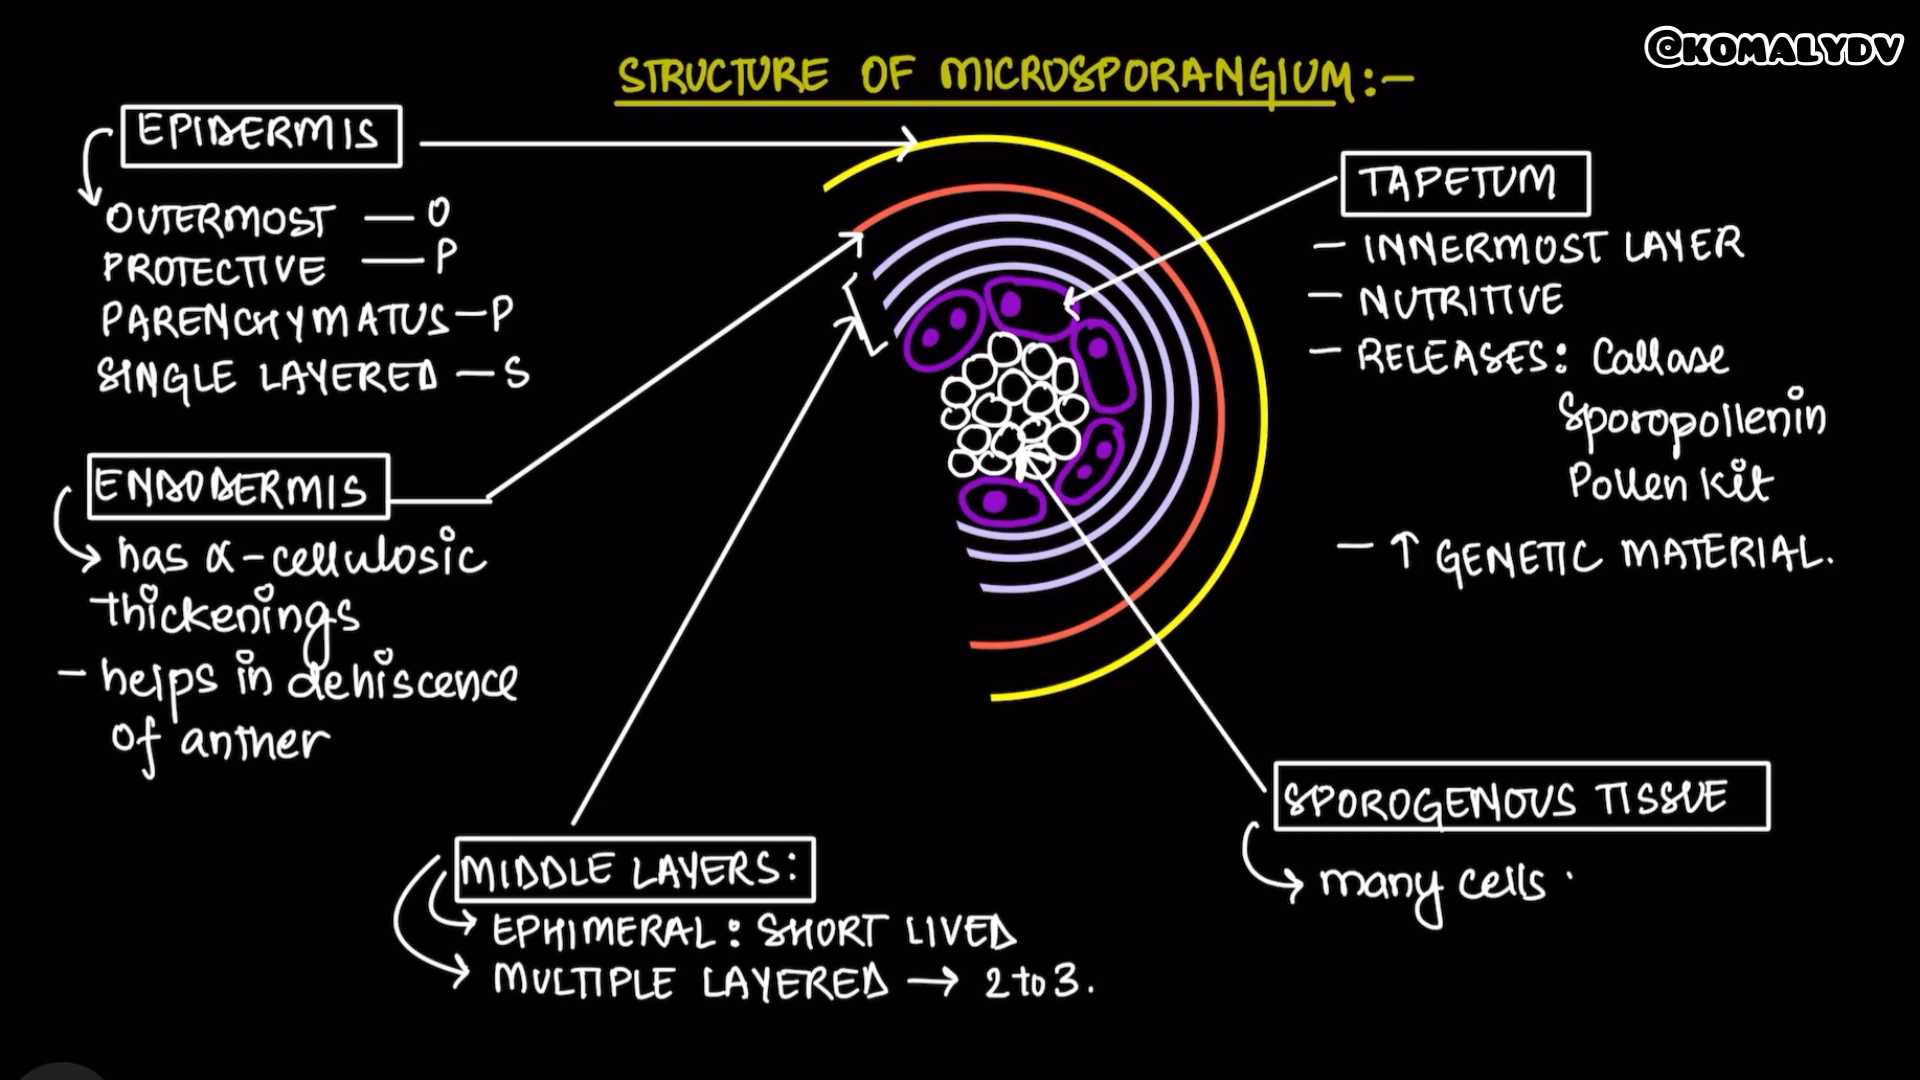 @KOMALYDV
STRUCTURE OF MICROSPORANGIUM:-
EPIDERMIS
OUTERMOST — O
PROTECTIVE — P
PARENCHYMATUS — P
SINGLE LAYERED — S
ENDODERMIS
has α-cellulosic
thickenings
- helps in dehiscence
of anther
MIDDLE LAYERS:
EPHIMERAL: SHORT LIVED
MULTIPLE LAYERED → 2 to 3.
TAPETUM
- INNERMOST LAYER
- NUTRITIVE
- RELEASES: Callase
Sporopollenin
Pollen Kit
- ↑ GENETIC MATERIAL.
SPOROGENOUS TISSUE
many cells.